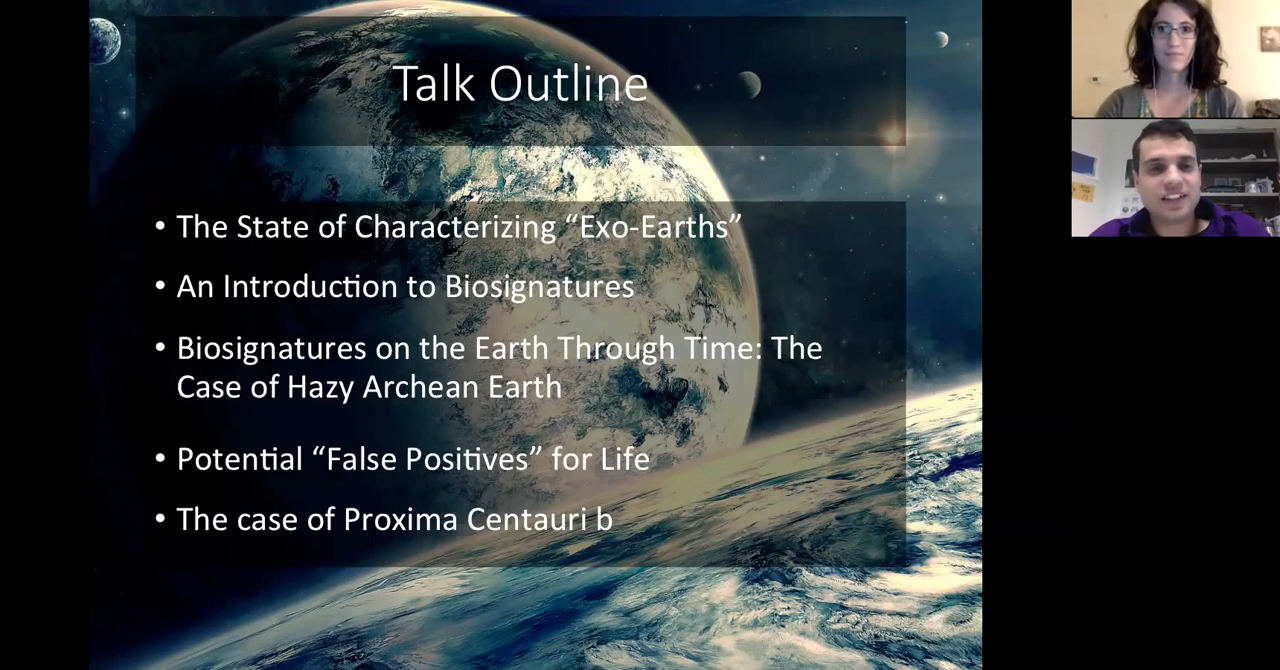 Talk Outline
• The State of Characterizing “Exo-Earths”
• An Introduction to Biosignatures
• Biosignatures on the Earth Through Time: The
Case of Hazy Archean Earth
• Potential “False Positives” for Life
• The case of Proxima Centauri b